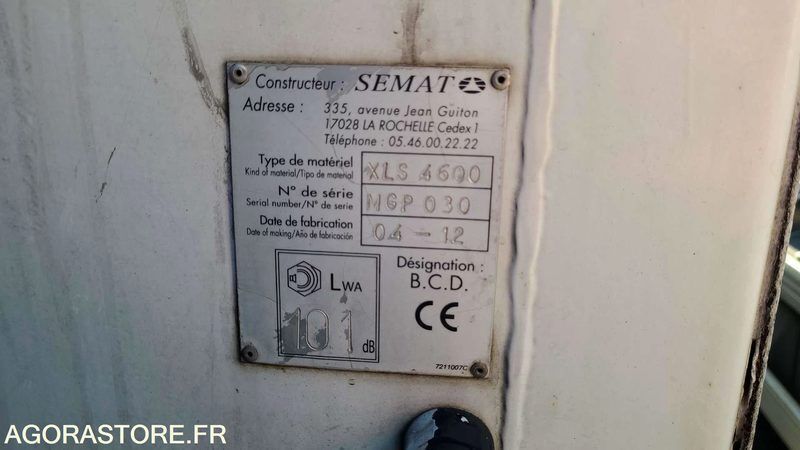 Constructeur : SEMAT
Adresse : 335, avenue Jean Guiton
17028 LA ROCHELLE Cedex 1
Téléphone : 05.46.00.22.22
Type de matériel XLS 4600
Kind of material/Tipo de material
N° de série MGP 030
Serial number/N° de serie
Date de fabrication 04 - 12
Date of making/Año de fabricación
LWA
101 dB
Désignation :
B.C.D.
CE
7211007C
AGORASTORE.FR